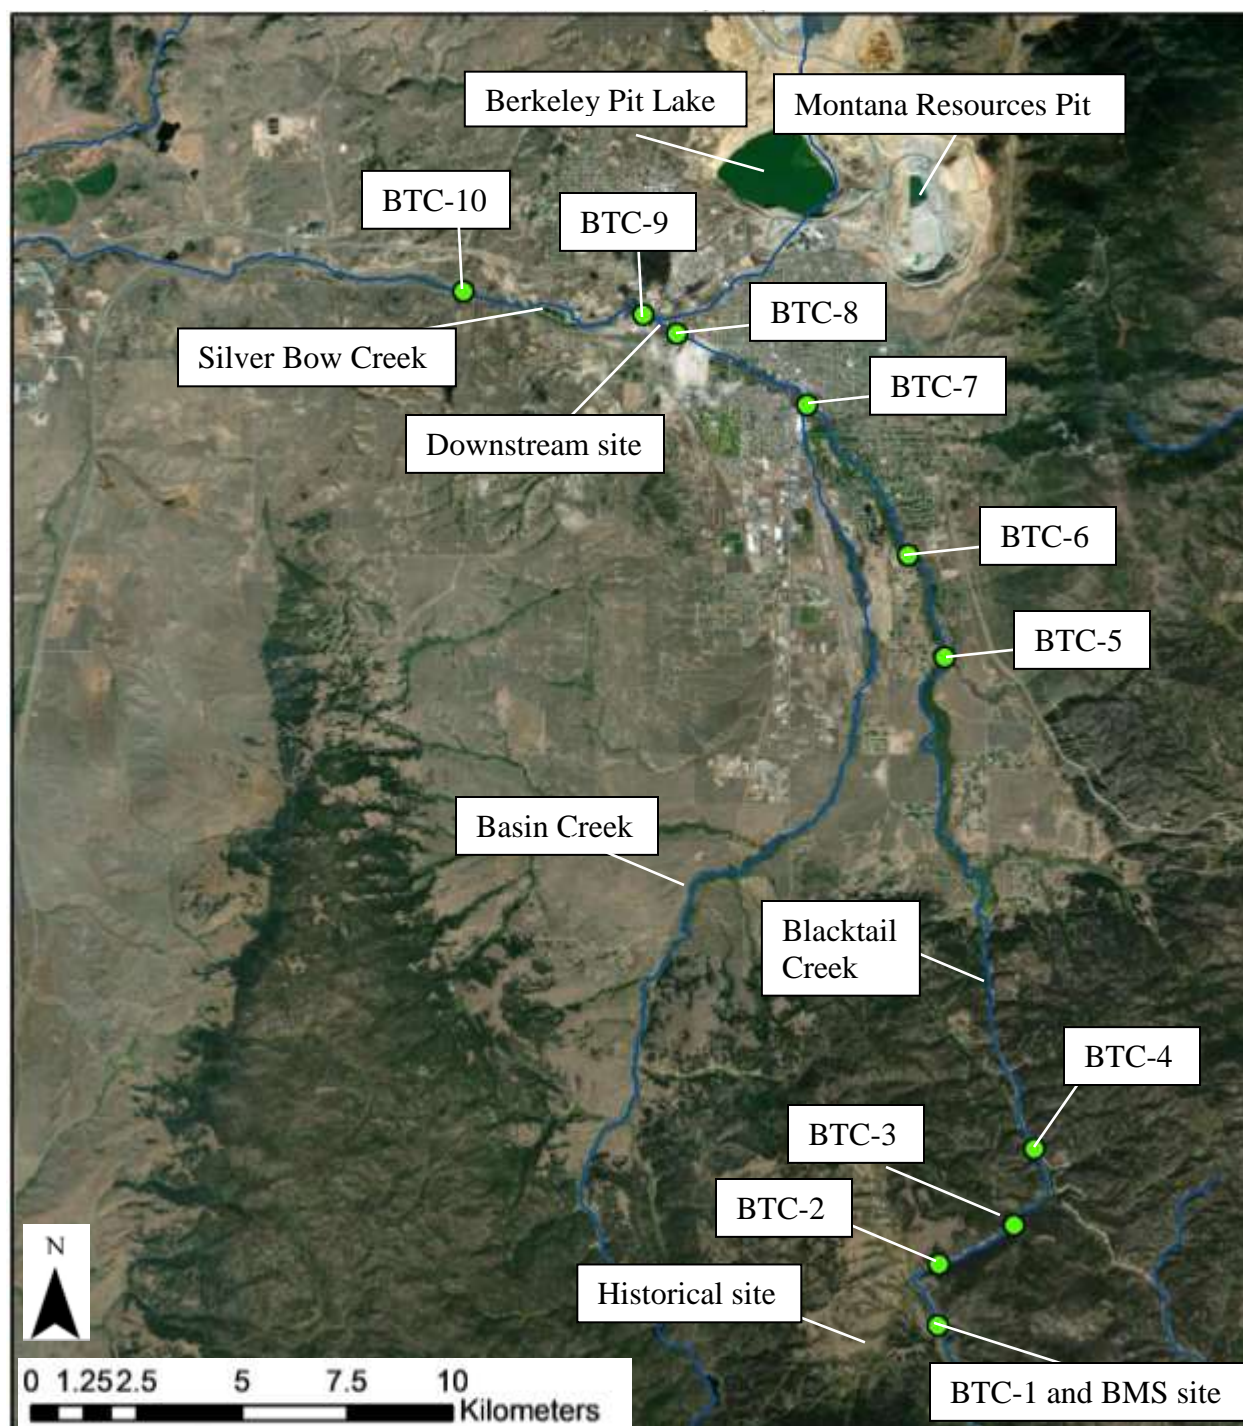 Berkeley Pit Lake
Montana Resources Pit
BTC-10
BTC-9
BTC-8
Silver Bow Creek
BTC-7
Downstream site
BTC-6
BTC-5
Basin Creek
Blacktail
Creek
BTC-4
BTC-3
BTC-2
Historical site
BTC-1 and BMS site
N
0 1.25 2.5 5 7.5 10
Kilometers